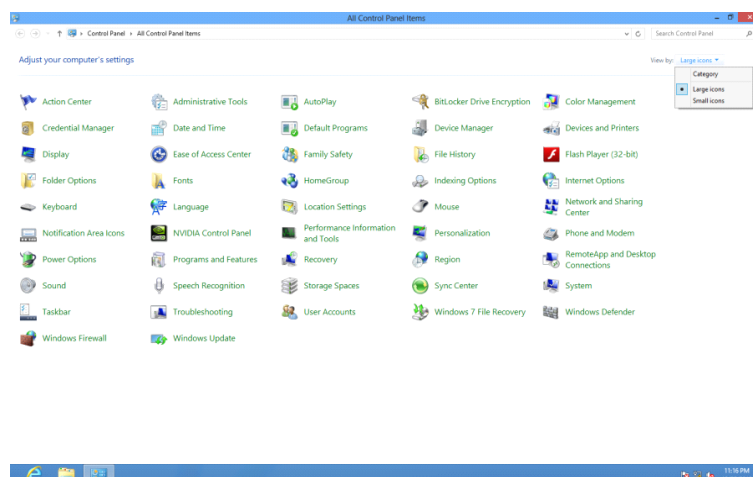 All Control Panel Items
Control Panel
All Control Panel Items
Search Control Panel
Adjust your computer's settings
View by: Large icons
Category
Large icons
Small icons
Action Center
Administrative Tools
AutoPlay
BitLocker Drive Encryption
Color Management
Credential Manager
Date and Time
Default Programs
Device Manager
Devices and Printers
Display
Ease of Access Center
Family Safety
File History
Flash Player (32-bit)
Folder Options
Fonts
HomeGroup
Indexing Options
Internet Options
Keyboard
Language
Location Settings
Mouse
Network and Sharing
Center
Notification Area Icons
NVIDIA Control Panel
Performance Information
and Tools
Personalization
Phone and Modem
Power Options
Programs and Features
Recovery
Region
RemoteApp and Desktop
Connections
Sound
Speech Recognition
Storage Spaces
Sync Center
System
Taskbar
Troubleshooting
User Accounts
Windows 7 File Recovery
Windows Defender
Windows Firewall
Windows Update
11:16 PM